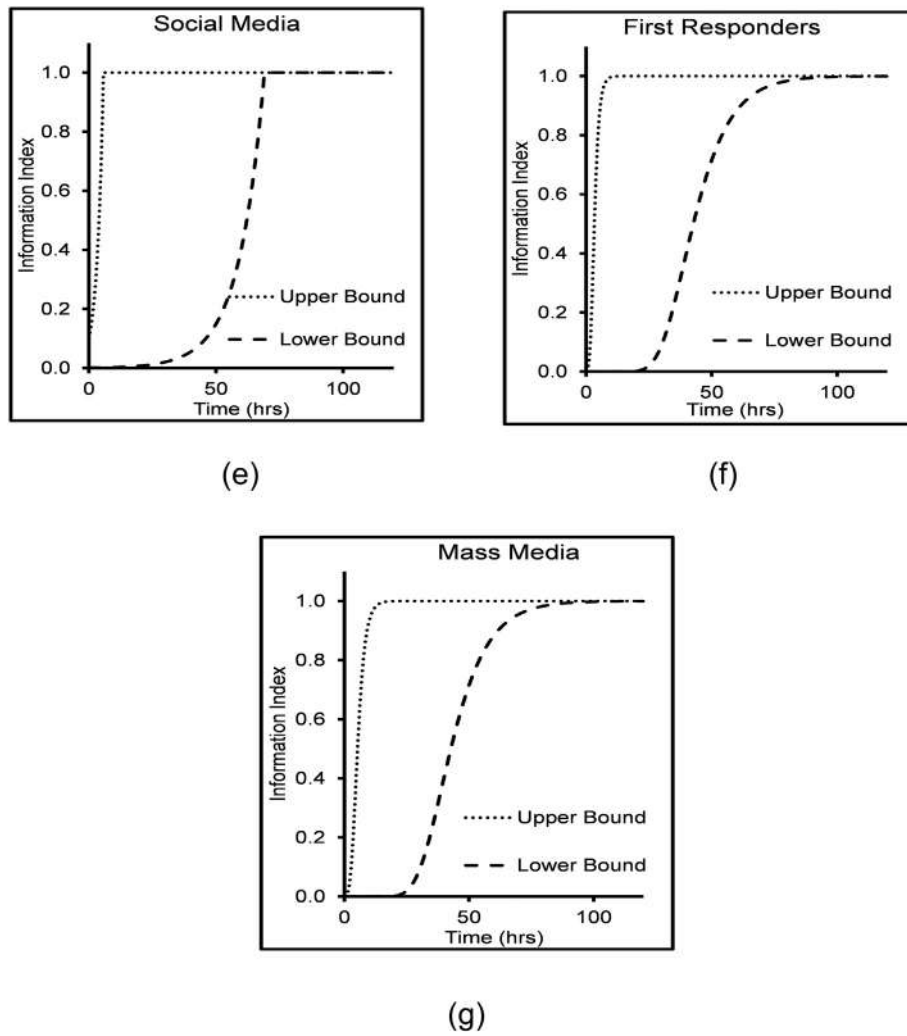 Social Media
Information Index
1.0
0.8
0.6
0.4
0.2
0.0
Upper Bound
Lower Bound
0
50
100
Time (hrs)
(e)
First Responders
Information Index
1.0
0.8
0.6
0.4
0.2
0.0
Upper Bound
Lower Bound
0
50
100
Time (hrs)
(f)
Mass Media
Information Index
1.0
0.8
0.6
0.4
0.2
0.0
Upper Bound
Lower Bound
0
50
100
Time (hrs)
(g)